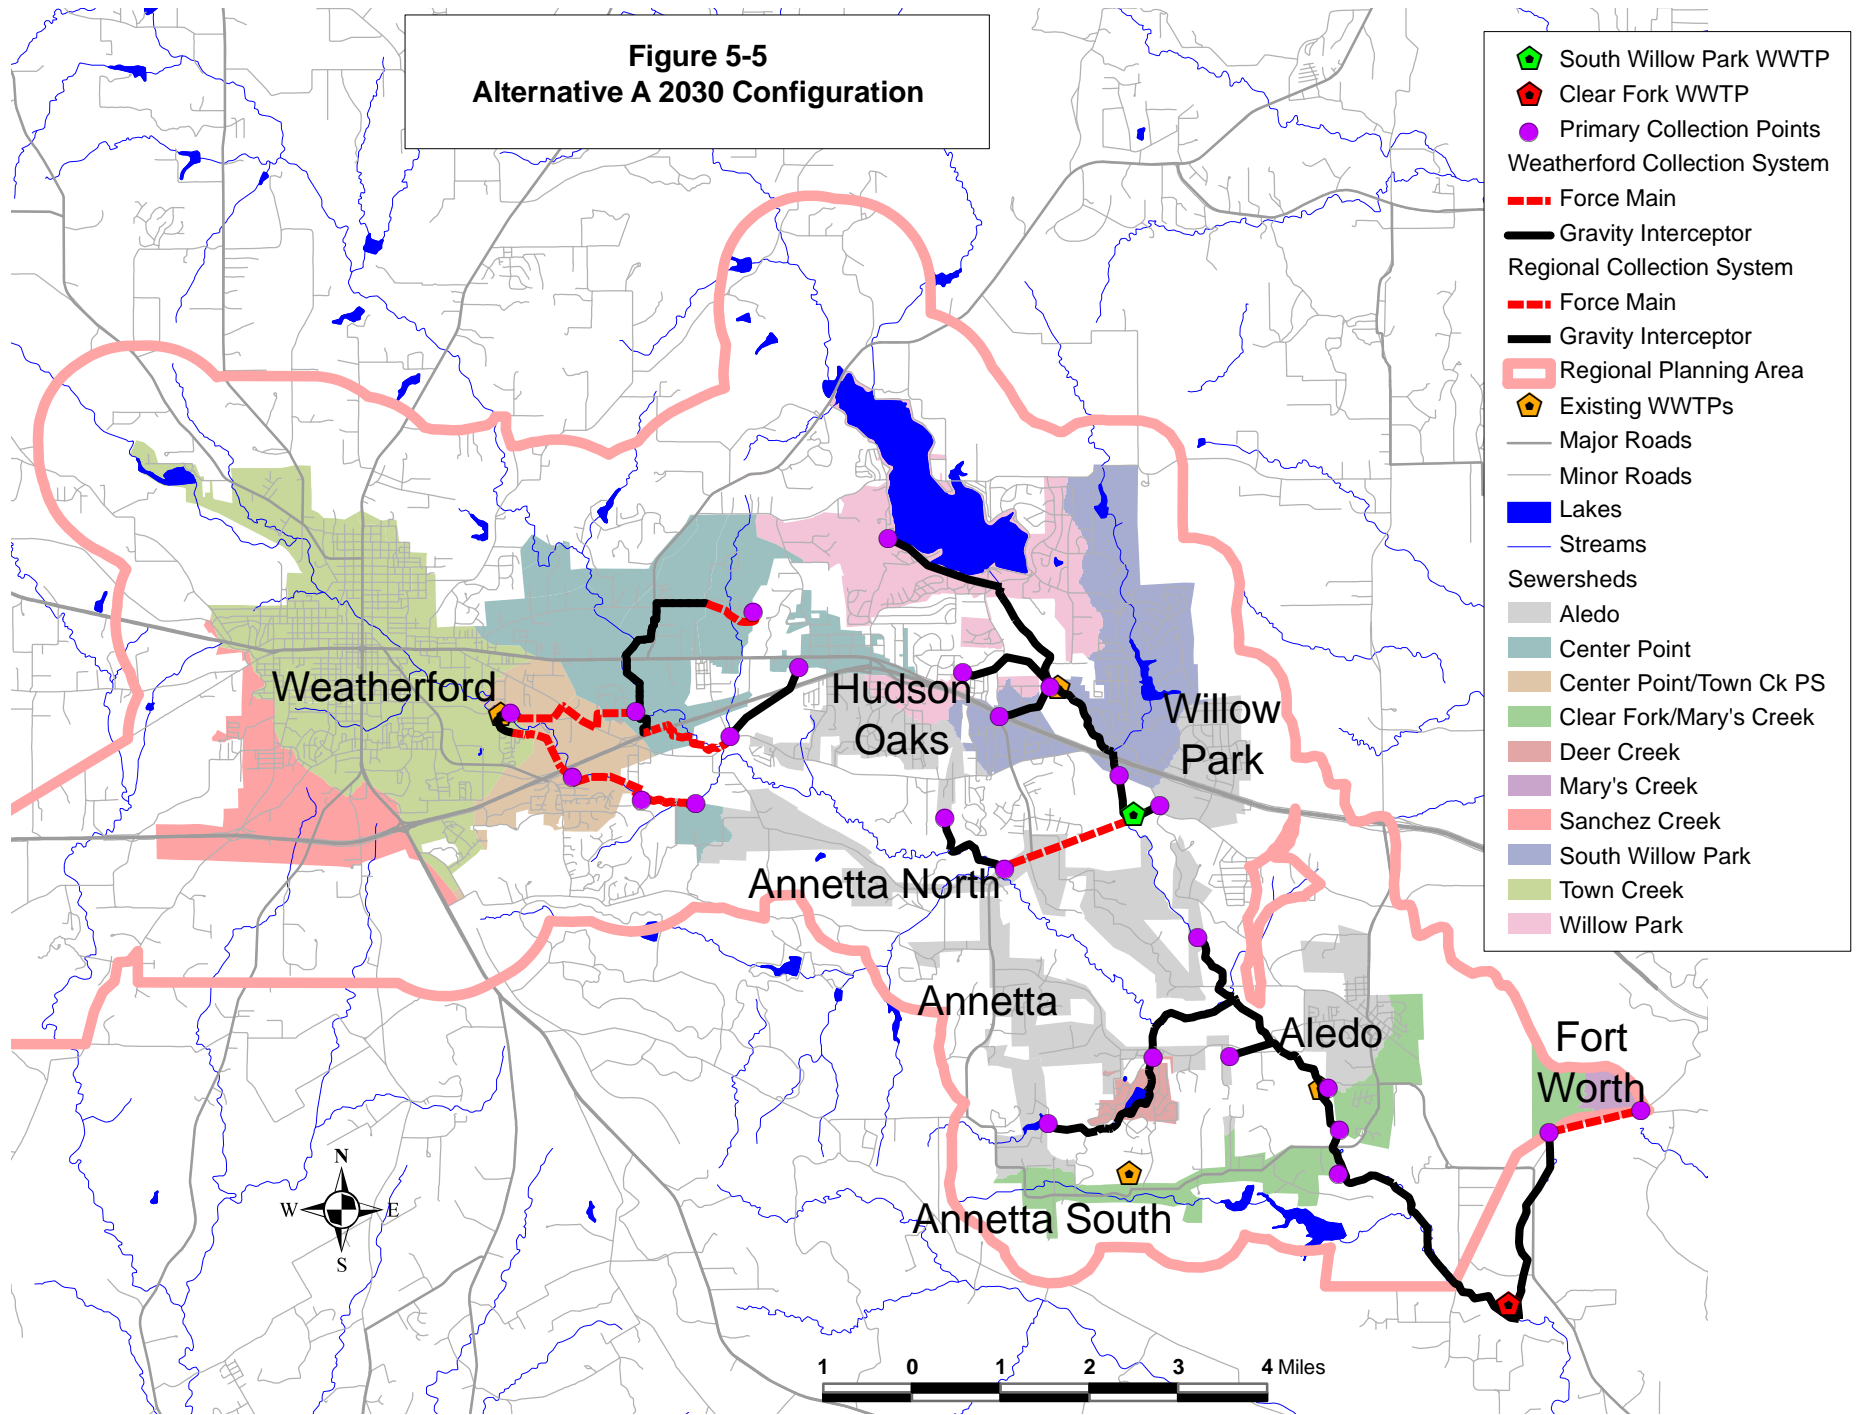 Figure 5-5
Alternative A 2030 Configuration
South Willow Park WWTP
Clear Fork WWTP
Primary Collection Points
Weatherford Collection System
Force Main
Gravity Interceptor
Regional Collection System
Force Main
Gravity Interceptor
Regional Planning Area
Existing WWTPs
Major Roads
Minor Roads
Lakes
Streams
Sewersheds
Aledo
Center Point
Center Point/Town Ck PS
Clear Fork/Mary's Creek
Deer Creek
Mary's Creek
Sanchez Creek
South Willow Park
Town Creek
Willow Park
Weatherford
Hudson
Oaks
Willow
Park
Annetta North
Annetta
Aledo
Fort
Worth
Annetta South
N
W
E
S
1 0 1 2 3 4 Miles